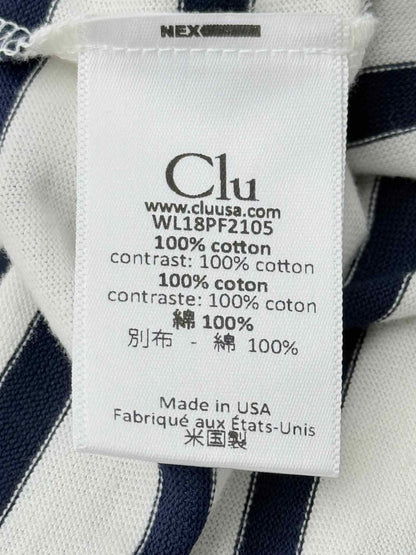 NEX
Clu
www.cluusa.com
WL18PF2105
100% cotton
contrast: 100% cotton
100% coton
contraste: 100% coton
綿 100%
別布 - 綿 100%
Made in USA
Fabriqué aux États-Unis
米国製